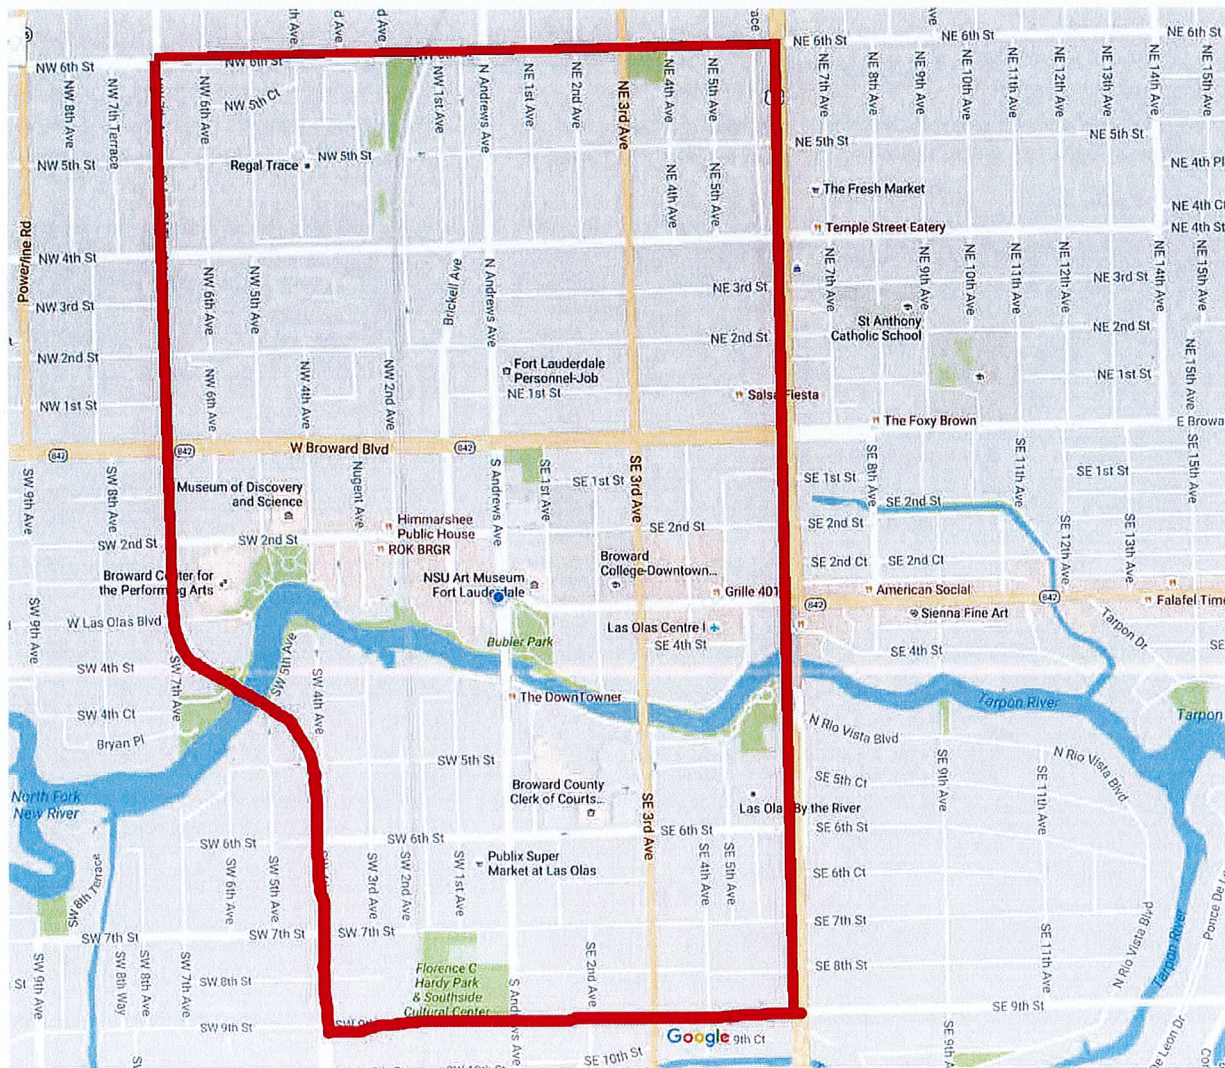 NW 6th St
NW 6th St
NE 6th St
NE 6th St
NE 6th St
NW 8th Ave
NW 7th Terrace
NW 6th Ave
NW 5th Ct
NW 1st Ave
N Andrews Ave
NE 1st Ave
NE 2nd Ave
NE 3rd Ave
NE 4th Ave
NE 5th Ave
NE 7th Ave
NE 8th Ave
NE 9th Ave
NE 10th Ave
NE 11th Ave
NE 12th Ave
NE 13th Ave
NE 14th Ave
NE 15th Ave
NW 5th St
Regal Trace
NW 5th St
NE 4th Ave
NE 5th Ave
NE 5th St
NE 5th St
NE 4th Pl
The Fresh Market
NE 4th Ct
Temple Street Eatery
NE 4th St
Powerline Rd
NW 4th St
NW 6th Ave
NW 5th Ave
Brickell Ave
N Andrews Ave
NE 7th Ave
NE 9th Ave
NE 10th Ave
NE 11th Ave
NE 12th Ave
NE 14th Ave
NE 15th Ave
NW 3rd St
NE 3rd St
NE 3rd St
St Anthony
Catholic School
NW 2nd St
NE 2nd St
NE 2nd St
Fort Lauderdale
Personnel-Job
NW 6th Ave
NW 4th Ave
NW 2nd Ave
NE 1st St
NE 1st St
NE 15th Ave
NW 1st St
Salsa Fiesta
The Foxy Brown
E Browa
842
842
W Broward Blvd
842
SW 9th Ave
SW 8th Ave
Museum of Discovery
and Science
Nugent Ave
S Andrews Ave
SE 1st Ave
SE 1st St
SE 3rd Ave
SE 1st St
SE 8th Ave
SE 11th Ave
SE 1st St
SE 15th Ave
Himmarshee
Public House
SE 2nd St
SE 2nd St
SE 2nd St
SW 2nd St
SW 2nd St
ROK BRGR
SE 12th Ave
SE 13th Ave
Broward Center for
the Performing Arts
NSU Art Museum
Fort Lauderdale
Broward
College-Downtown...
SE 2nd Ct
SE 2nd Ct
Grille 401
842
American Social
842
Falafel Time
Sienna Fine Art
SW 9th Ave
W Las Olas Blvd
Las Olas Centre I
Bubier Park
SE 4th St
SE 4th St
Tarpon Dr
SE
SW 4th St
SW 7th Ave
SW 5th Ave
SW 4th Ave
The DownTowner
Tarpon River
Tarpon
SW 4th Ct
Bryan Pl
N Rio Vista Blvd
N Rio Vista Blvd
SW 5th St
SE 9th Ave
SE 11th Ave
SE 5th Ct
Broward County
Clerk of Courts...
North Fork
New River
SE 3rd Ave
Las Olas By the River
SE 6th St
SE 6th St
SW 6th St
SW 6th St
Publix Super
Market at Las Olas
SW 8th Terrace
SW 6th Ave
SW 5th Ave
SW 3rd Ave
SW 2nd Ave
SW 1st Ave
SE 4th Ave
SE 5th Ave
SE 6th Ct
SE 7th St
SW 7th St
SW 7th St
SW 7th St
N Rio Vista Blvd
Tarpon River
SE 11th Ave
SW 9th Ave
SW 8th Way
SW 8th Ave
SW 7th Ave
SW 8th St
St
Florence C
Hardy Park
& Southside
Cultural Center
S Andrews Ave
SE 2nd Ave
SE 8th St
SE 9th St
SW 9th St
Google
9th Ct
SE 10th St
SE 9th A